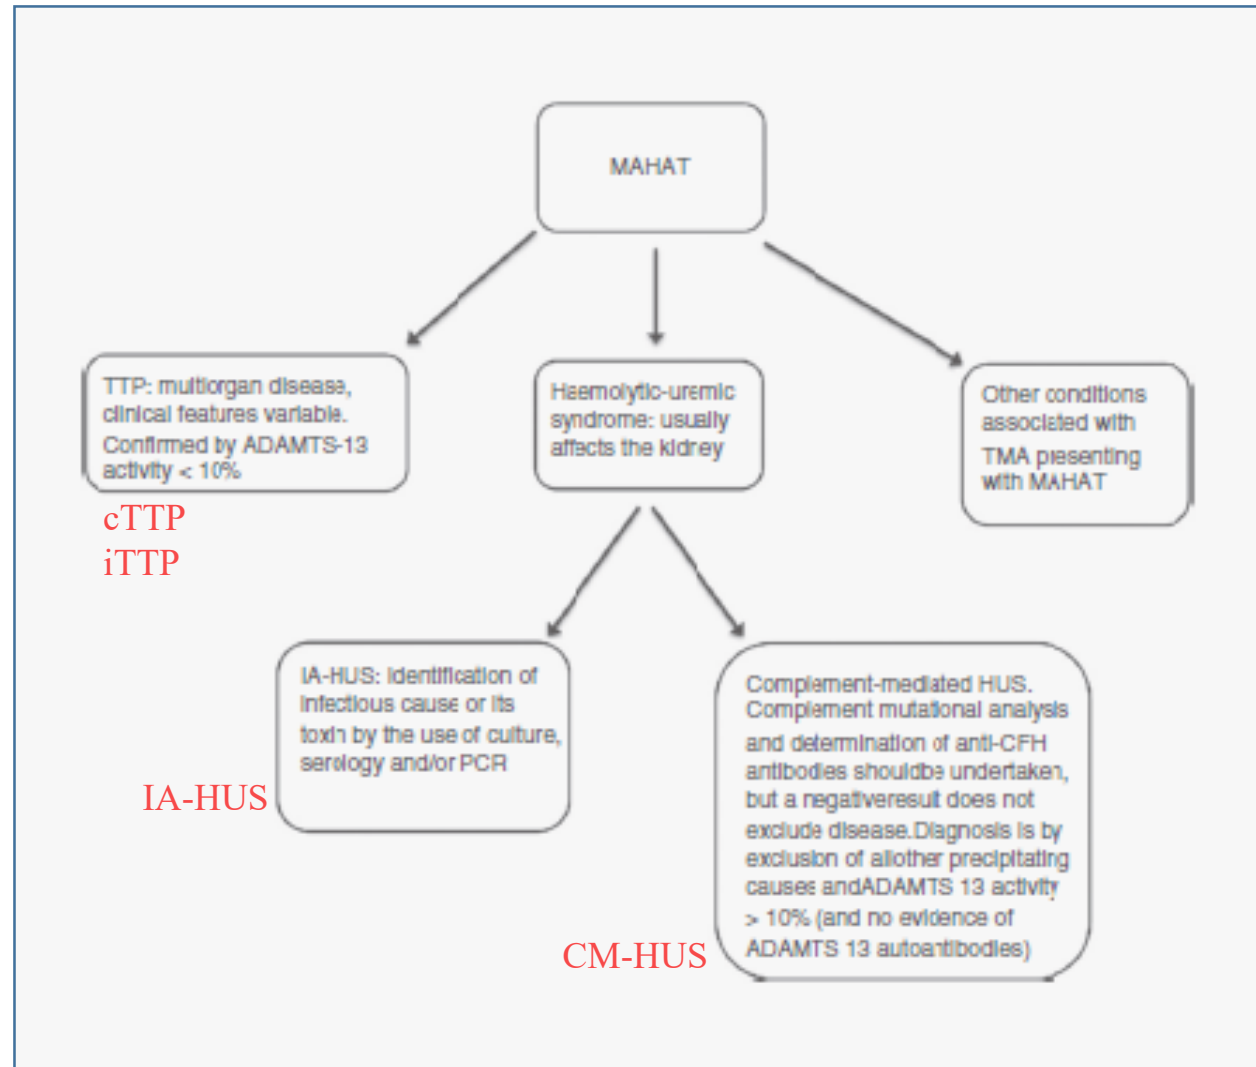 MAHAT
TTP: multiorgan disease,
clinical features variable.
Confirmed by ADAMTS-13
activity < 10%
cTTP
iTTP
Haemolytic-uremic
syndrome: usually
affects the kidney
Other conditions
associated with
TMA presenting
with MAHAT
IA-HUS: Identification of
infectious cause or its
toxin by the use of culture,
serology and/or PCR
IA-HUS
Complement-mediated HUS.
Complement mutational analysis
and determination of anti-CFH
antibodies shouldbe undertaken,
but a negativeresult does not
exclude disease.Diagnosis is by
exclusion of allother precipitating
causes andADAMTS 13 activity
> 10% (and no evidence of
ADAMTS 13 autoantibodies)
CM-HUS